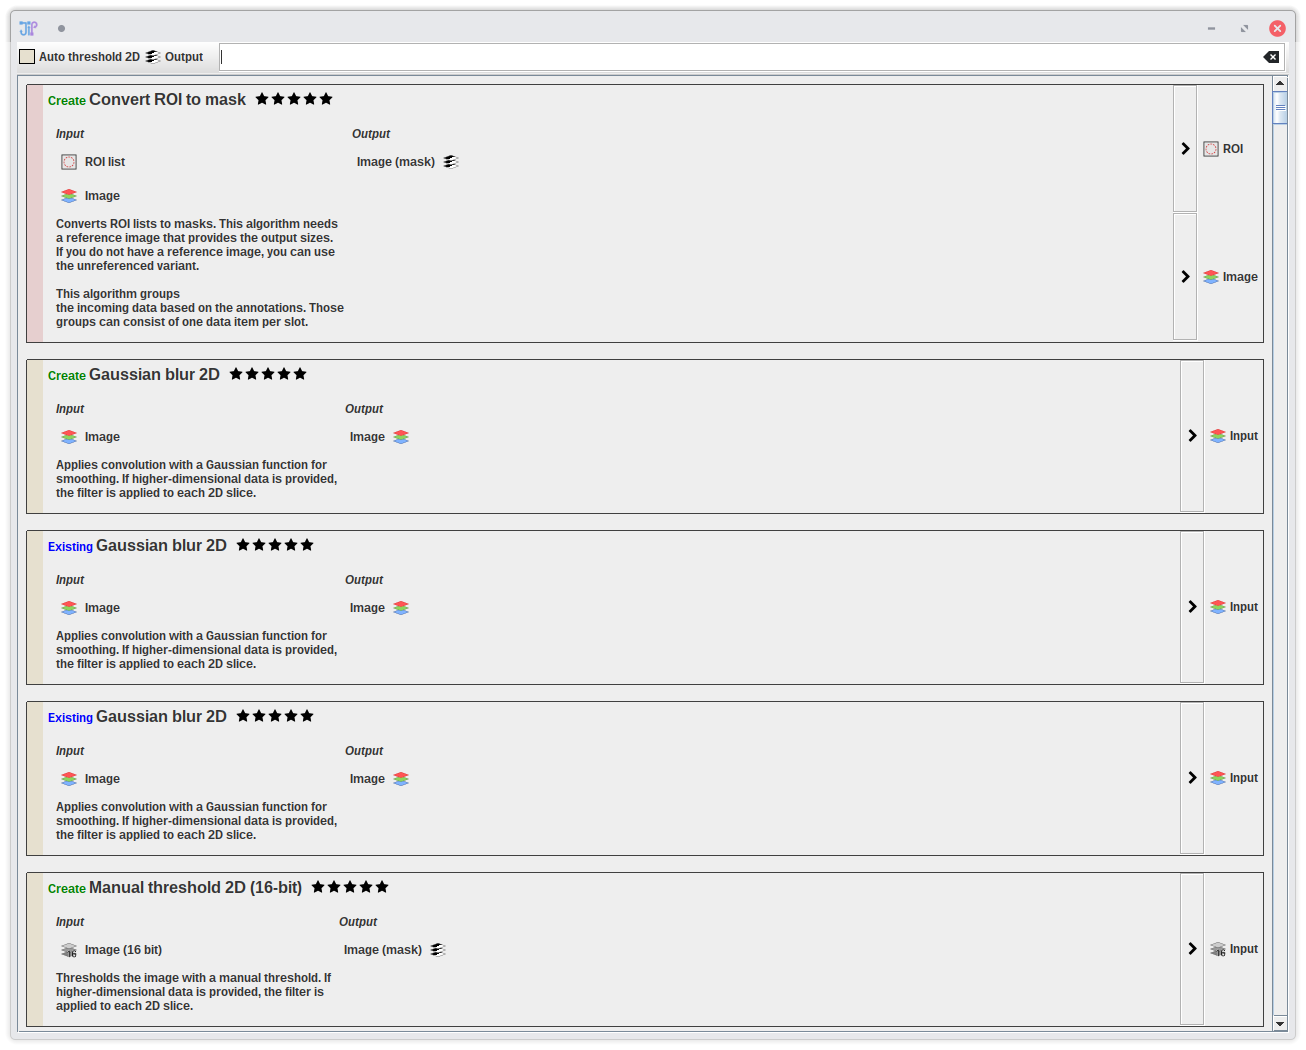 JIP
Auto threshold 2D Output
Create Convert ROI to mask
Input Output
ROI list Image (mask)
ROI
Image
Converts ROI lists to masks. This algorithm needs
a reference image that provides the output sizes.
If you do not have a reference image, you can use
the unreferenced variant.
Image
This algorithm groups
the incoming data based on the annotations. Those
groups can consist of one data item per slot.
Create Gaussian blur 2D
Input Output
Image Image
Input
Applies convolution with a Gaussian function for
smoothing. If higher-dimensional data is provided,
the filter is applied to each 2D slice.
Existing Gaussian blur 2D
Input Output
Image Image
Input
Applies convolution with a Gaussian function for
smoothing. If higher-dimensional data is provided,
the filter is applied to each 2D slice.
Existing Gaussian blur 2D
Input Output
Image Image
Input
Applies convolution with a Gaussian function for
smoothing. If higher-dimensional data is provided,
the filter is applied to each 2D slice.
Create Manual threshold 2D (16-bit)
Input Output
16 Image (16 bit) Image (mask)
16 Input
Thresholds the image with a manual threshold. If
higher-dimensional data is provided, the filter is
applied to each 2D slice.